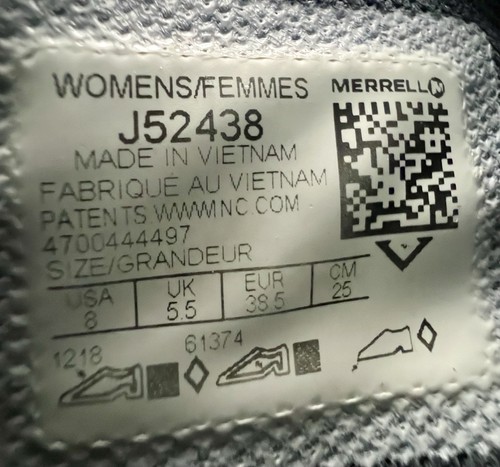 WOMENS/FEMMES MERRELL
J52438
MADE IN VIETNAM
FABRIQUÉ AU VIETNAM
PATENTS WWW.NC.COM
4700444497
SIZE/GRANDEUR
USA UK EUR CM
8 5.5 38.5 25
1218 61374